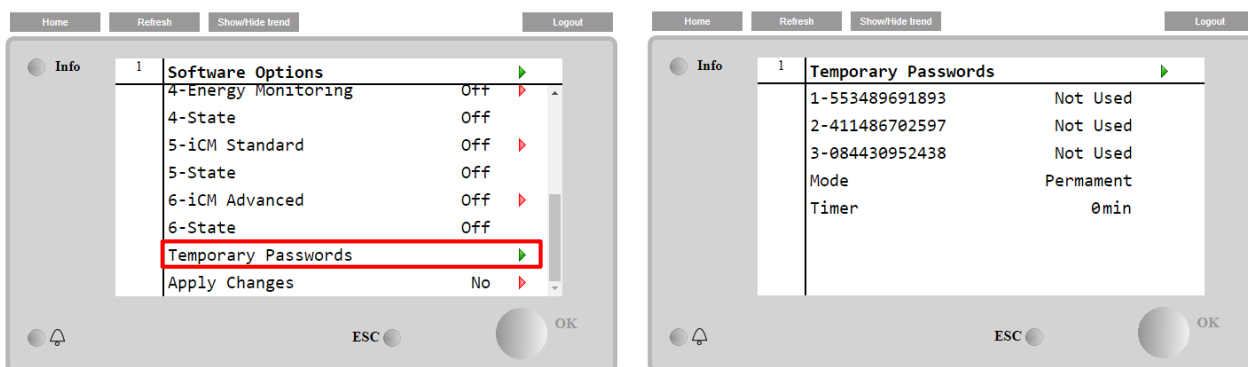 Home Refresh Show/Hide trend Logout
Info 1 Software Options
4-Energy Monitoring Off
4-State Off
5-iCM Standard Off
5-State Off
6-iCM Advanced Off
6-State Off
Temporary Passwords
Apply Changes No
ESC OK
Home Refresh Show/Hide trend Logout
Info 1 Temporary Passwords
1-553489691893 Not Used
2-411486702597 Not Used
3-084430952438 Not Used
Mode Permament
Timer 0min
ESC OK